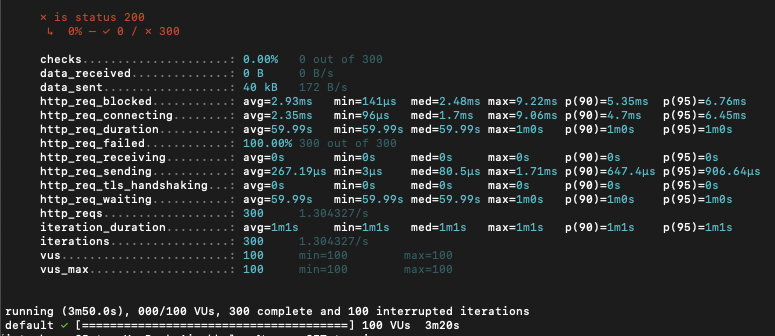 ✗ is status 200
↳ 0% — ✓ 0 / ✗ 300
checks.....................: 0.00% 0 out of 300
data_received..............: 0 B 0 B/s
data_sent..................: 40 kB 172 B/s
http_req_blocked...........: avg=2.93ms min=141µs med=2.48ms max=9.22ms p(90)=5.35ms p(95)=6.76ms
http_req_connecting........: avg=2.35ms min=96µs med=1.7ms max=9.06ms p(90)=4.7ms p(95)=6.45ms
http_req_duration..........: avg=59.99s min=59.99s med=59.99s max=1m0s p(90)=1m0s p(95)=1m0s
http_req_failed............: 100.00% 300 out of 300
http_req_receiving.........: avg=0s min=0s med=0s max=0s p(90)=0s p(95)=0s
http_req_sending...........: avg=267.19µs min=3µs med=80.5µs max=1.71ms p(90)=647.4µs p(95)=906.64µs
http_req_tls_handshaking...: avg=0s min=0s med=0s max=0s p(90)=0s p(95)=0s
http_req_waiting...........: avg=59.99s min=59.99s med=59.99s max=1m0s p(90)=1m0s p(95)=1m0s
http_reqs..................: 300 1.304327/s
iteration_duration.........: avg=1m1s min=1m1s med=1m1s max=1m1s p(90)=1m1s p(95)=1m1s
iterations.................: 300 1.304327/s
vus........................: 100 min=100 max=100
vus_max....................: 100 min=100 max=100
running (3m50.0s), 000/100 VUs, 300 complete and 100 interrupted iterations
default ✓ [======================================] 100 VUs 3m20s